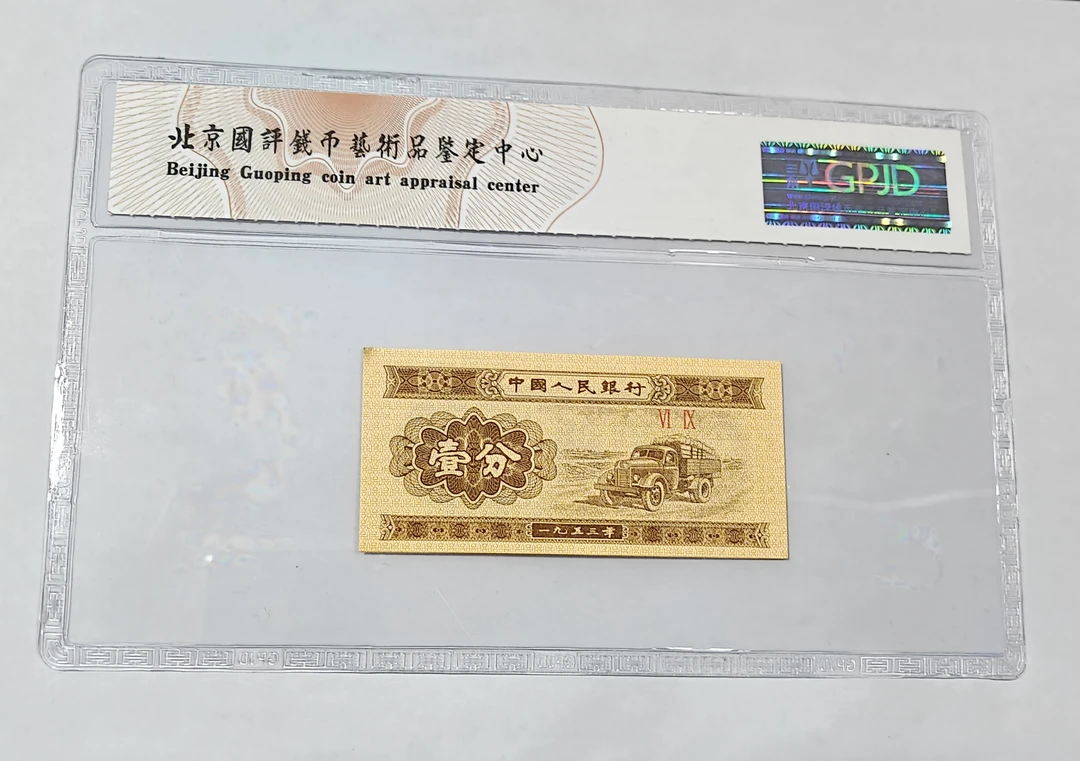 北京國評錢币藝術品鑒定中心
Beijing Guoping coin art appraisal center
GPJD
中國人民銀行
VI IX
壹分
一九五三年